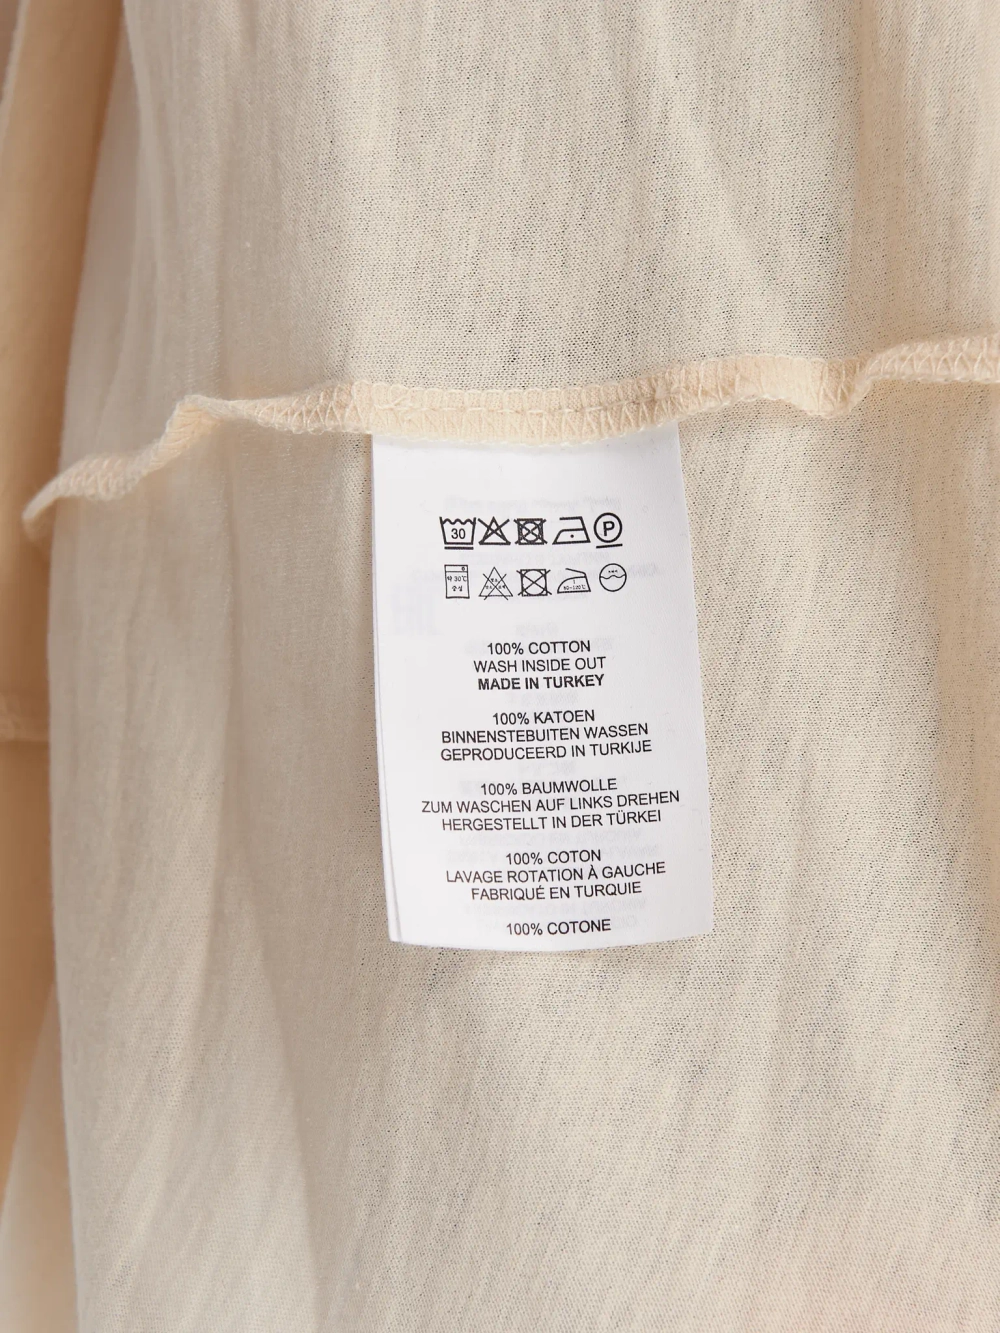 30
P
100% COTTON
WASH INSIDE OUT
MADE IN TURKEY
100% KATOEN
BINNENSTEBUITEN WASSEN
GEPRODUCEERD IN TURKIJE
100% BAUMWOLLE
ZUM WASCHEN AUF LINKS DREHEN
HERGESTELLT IN DER TÜRKEI
100% COTON
LAVAGE ROTATION À GAUCHE
FABRIQUÉ EN TURQUIE
100% COTONE